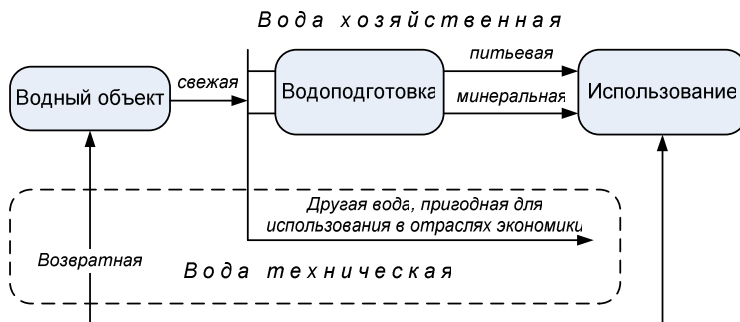 Вода хозяйственная
питьевая
свежая
Водный объект
Водоподготовка
Использование
минеральная
Другая вода, пригодная для
использования в отраслях экономики
Возвратная
Вода техническая